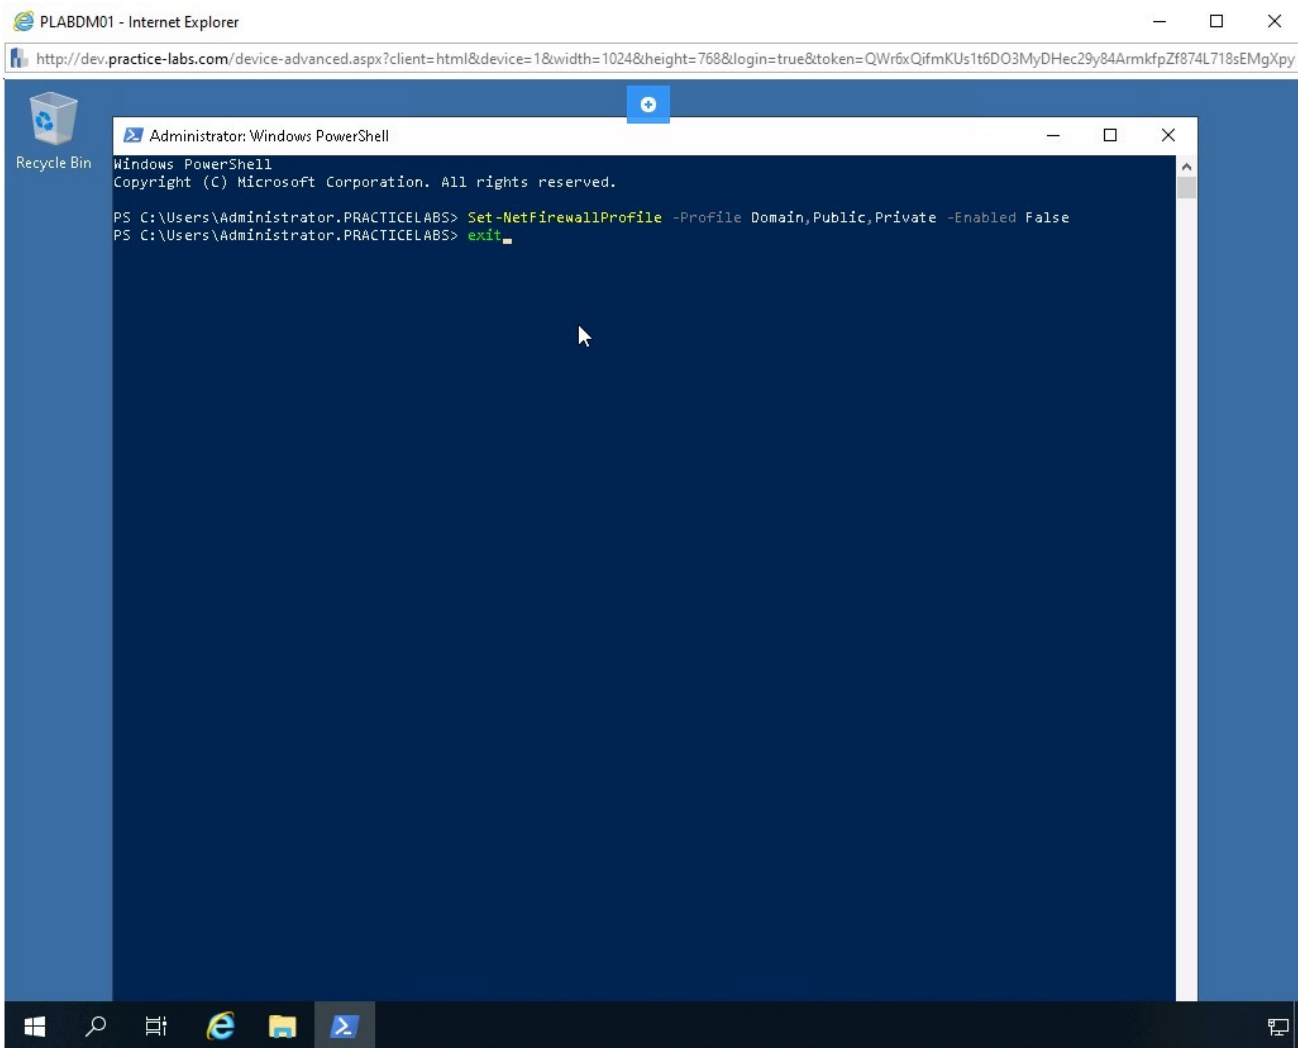 PLABDM01 - Internet Explorer
http://dev.practice-labs.com/device-advanced.aspx?client=html&device=1&width=1024&height=768&login=true&token=QWr6xQifmKUs1t6DO3MyDHec29y84ArmkfpZf874L718sEMgXpy
Administrator: Windows PowerShell
Recycle Bin
Windows PowerShell
Copyright (C) Microsoft Corporation. All rights reserved.
PS C:\Users\Administrator.PRACTICELABS> Set-NetFirewallProfile -Profile Domain,Public,Private -Enabled False
PS C:\Users\Administrator.PRACTICELABS> exit